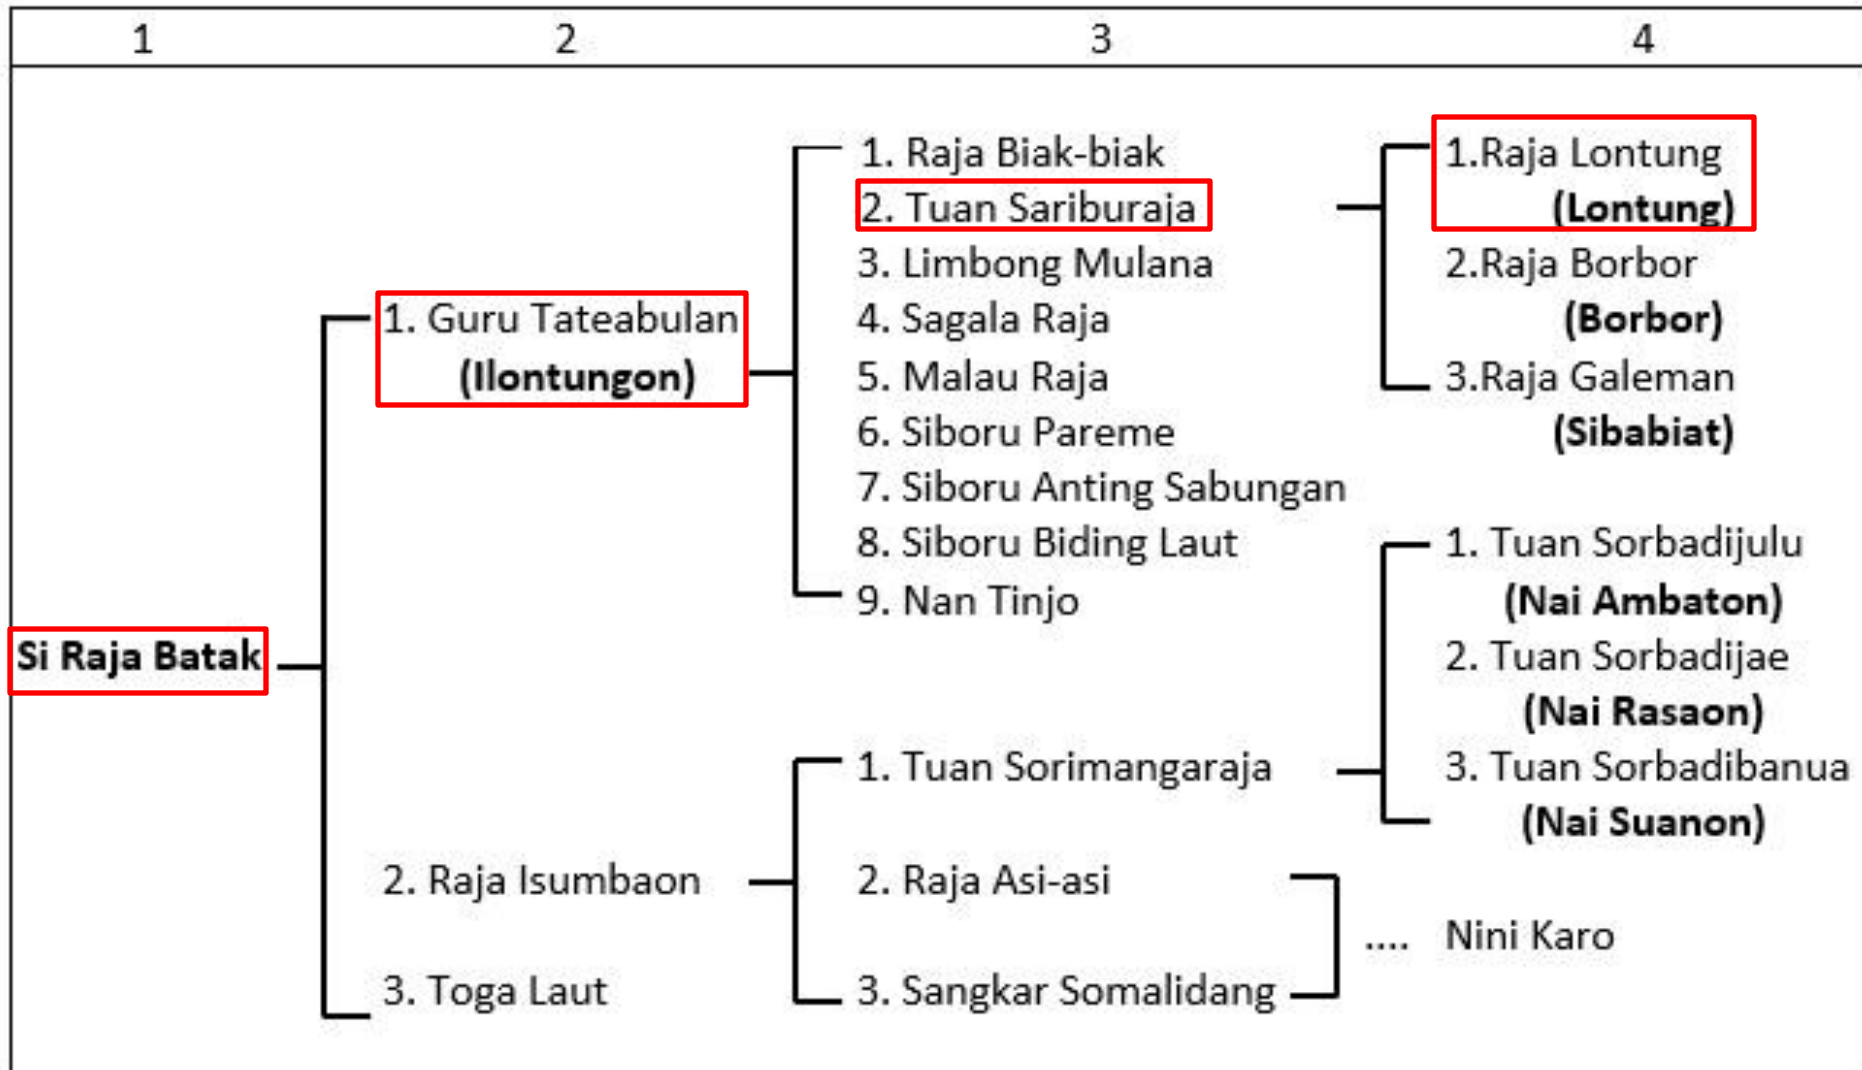 1 2 3 4
1. Raja Biak-biak
2. Tuan Sariburaja
3. Limbong Mulana
4. Sagala Raja
5. Malau Raja
6. Siboru Pareme
7. Siboru Anting Sabungan
8. Siboru Biding Laut
9. Nan Tinjo
1.Raja Lontung
(Lontung)
2.Raja Borbor
(Borbor)
3.Raja Galeman
(Sibabiat)
1. Guru Tateabulan
(Ilontungon)
Si Raja Batak
1. Tuan Sorbadijulu
(Nai Ambaton)
2. Tuan Sorbadijae
(Nai Rasaon)
3. Tuan Sorbadibanua
(Nai Suanon)
1. Tuan Sorimangaraja
2. Raja Isumbaon
2. Raja Asi-asi
.... Nini Karo
3. Toga Laut
3. Sangkar Somalidang